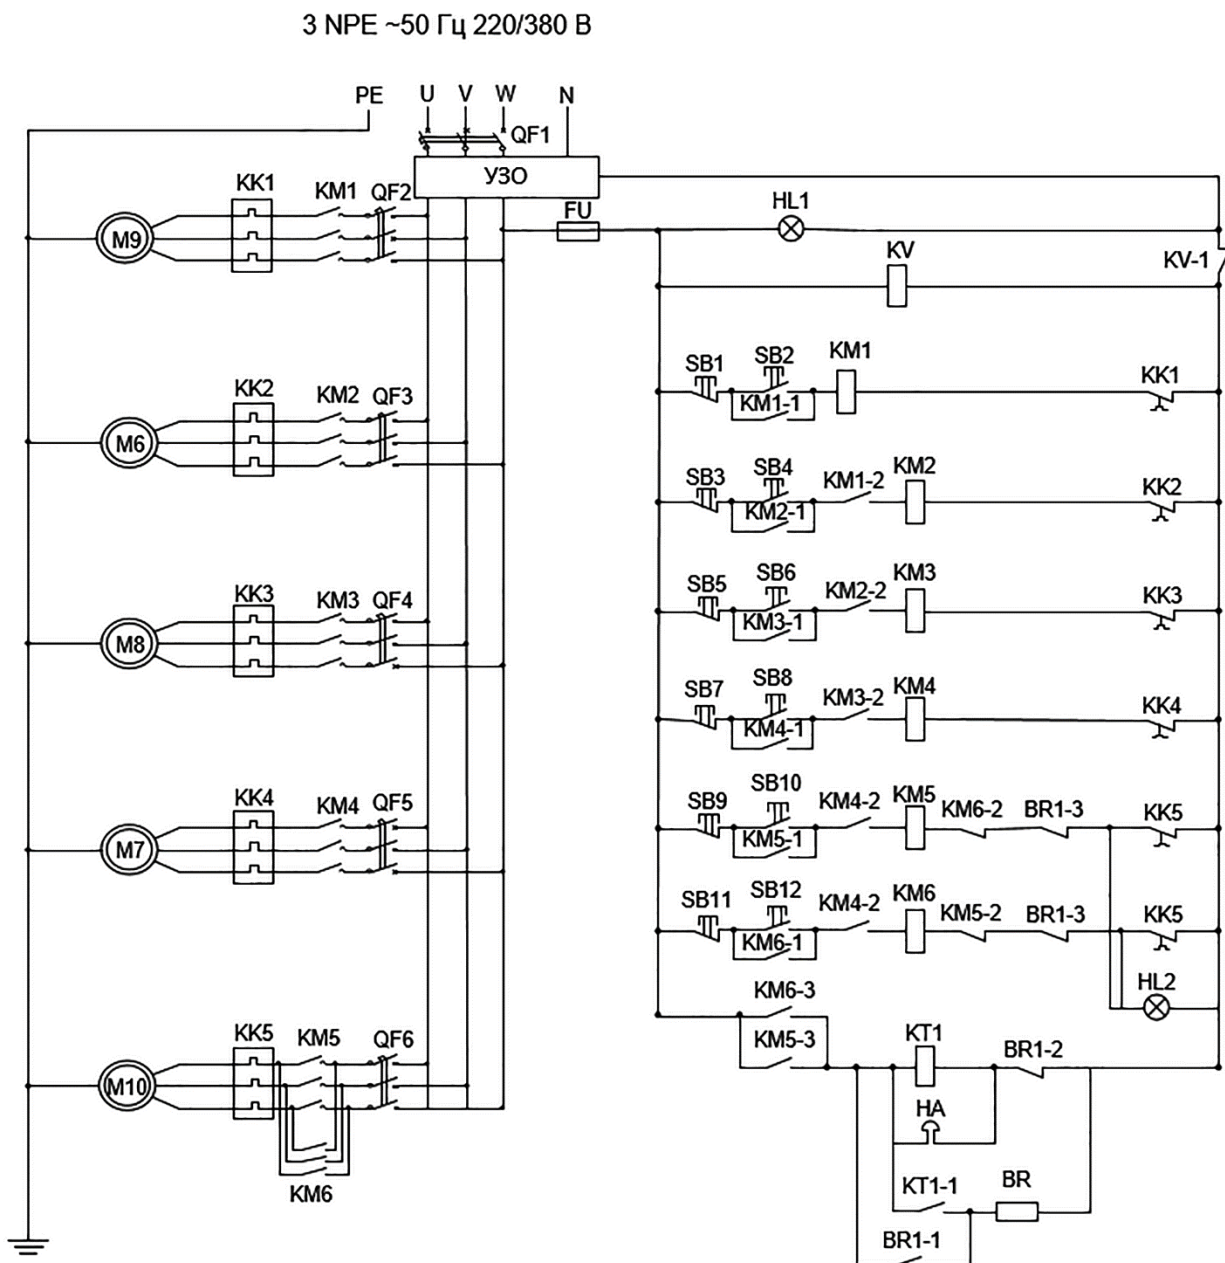 3 NPE ~50 Гц 220/380 В
PE U V W N
QF1
УЗО
KK1 KM1 QF2
M9
FU
HL1
KV
KV-1
SB1 SB2 KM1 KK1
KM1-1
KK2 KM2 QF3
M6
SB3 SB4 KM1-2 KM2 KK2
KM2-1
KK3 KM3 QF4
M8
SB5 SB6 KM2-2 KM3 KK3
KM3-1
SB7 SB8 KM3-2 KM4 KK4
KM4-1
KK4 KM4 QF5
M7
SB9 SB10 KM4-2 KM5 KM6-2 BR1-3 KK5
KM5-1
SB11 SB12 KM4-2 KM6 KM5-2 BR1-3 KK5
KM6-1
HL2
KM6-3
KM5-3
KK5 KM5 QF6
M10
KM6
KT1 BR1-2
HA
KT1-1 BR
BR1-1